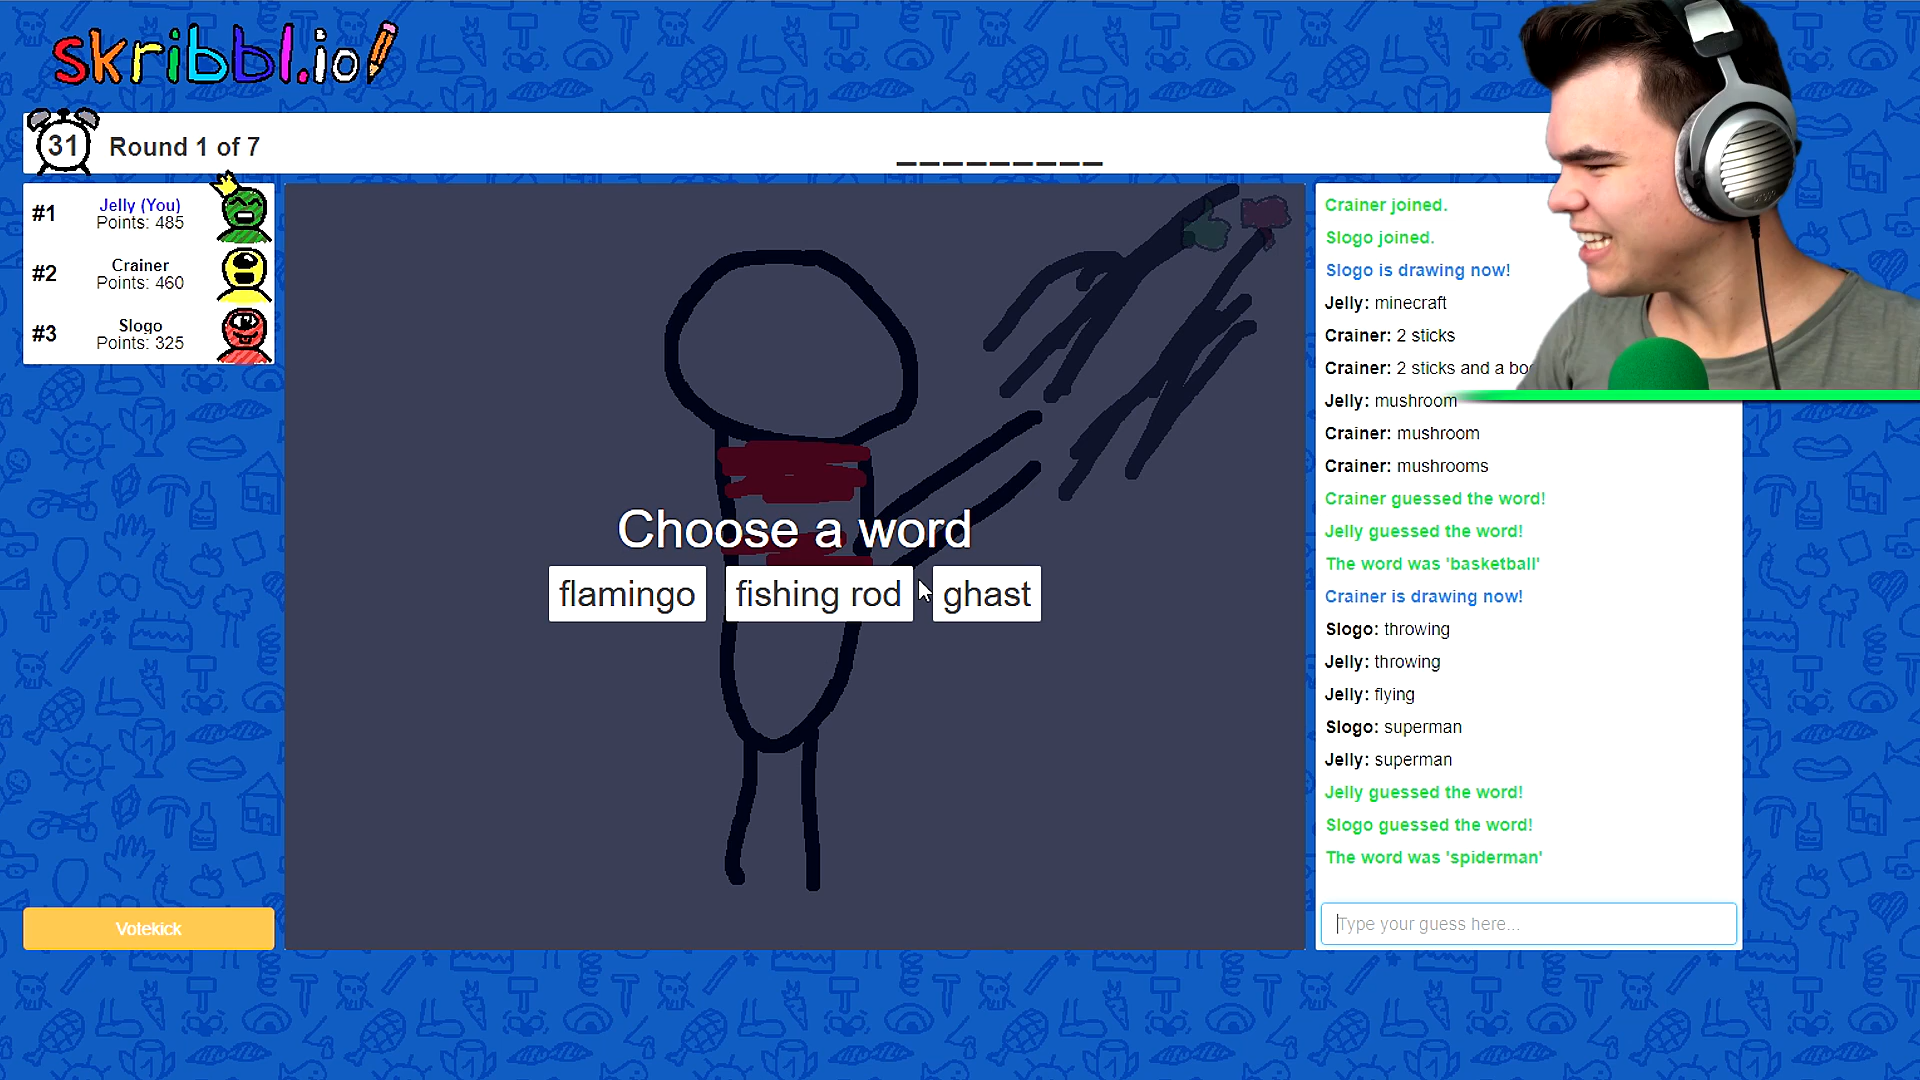 skribbl.io
31
Round 1 of 7
_________
#1
Jelly (You)
Points: 485
#2
Crainer
Points: 460
#3
Slogo
Points: 325
Votekick
Choose a word
flamingo
fishing rod
ghast
Crainer joined.
Slogo joined.
Slogo is drawing now!
Jelly: minecraft
Crainer: 2 sticks
Crainer: 2 sticks and a
Jelly: mushroom
Crainer: mushroom
Crainer: mushrooms
Crainer guessed the word!
Jelly guessed the word!
The word was 'basketball'
Crainer is drawing now!
Slogo: throwing
Jelly: throwing
Jelly: flying
Slogo: superman
Jelly: superman
Jelly guessed the word!
Slogo guessed the word!
The word was 'spiderman'
Type your guess here...